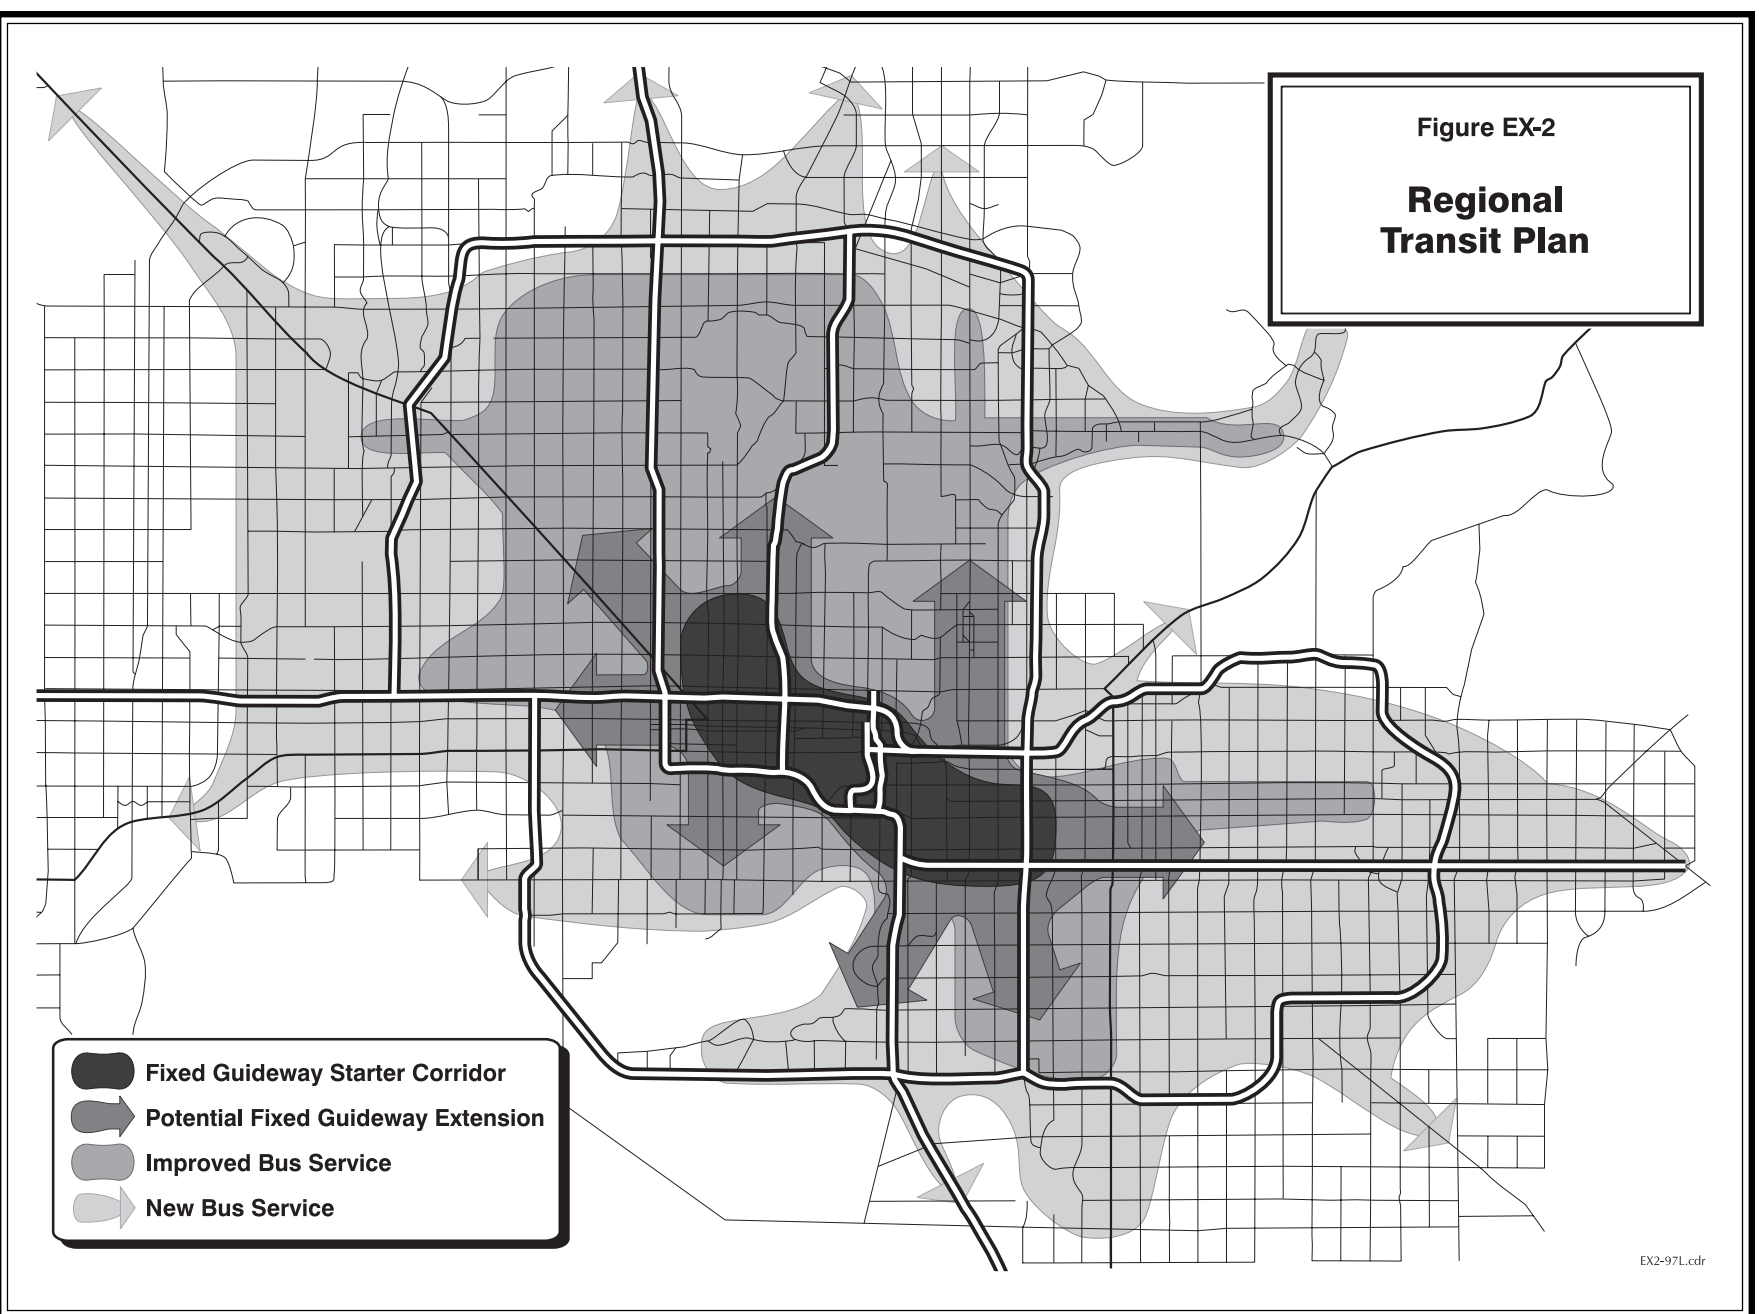 Figure EX-2
Regional
Transit Plan
Fixed Guideway Starter Corridor
Potential Fixed Guideway Extension
Improved Bus Service
New Bus Service
EX2-97L.cdr